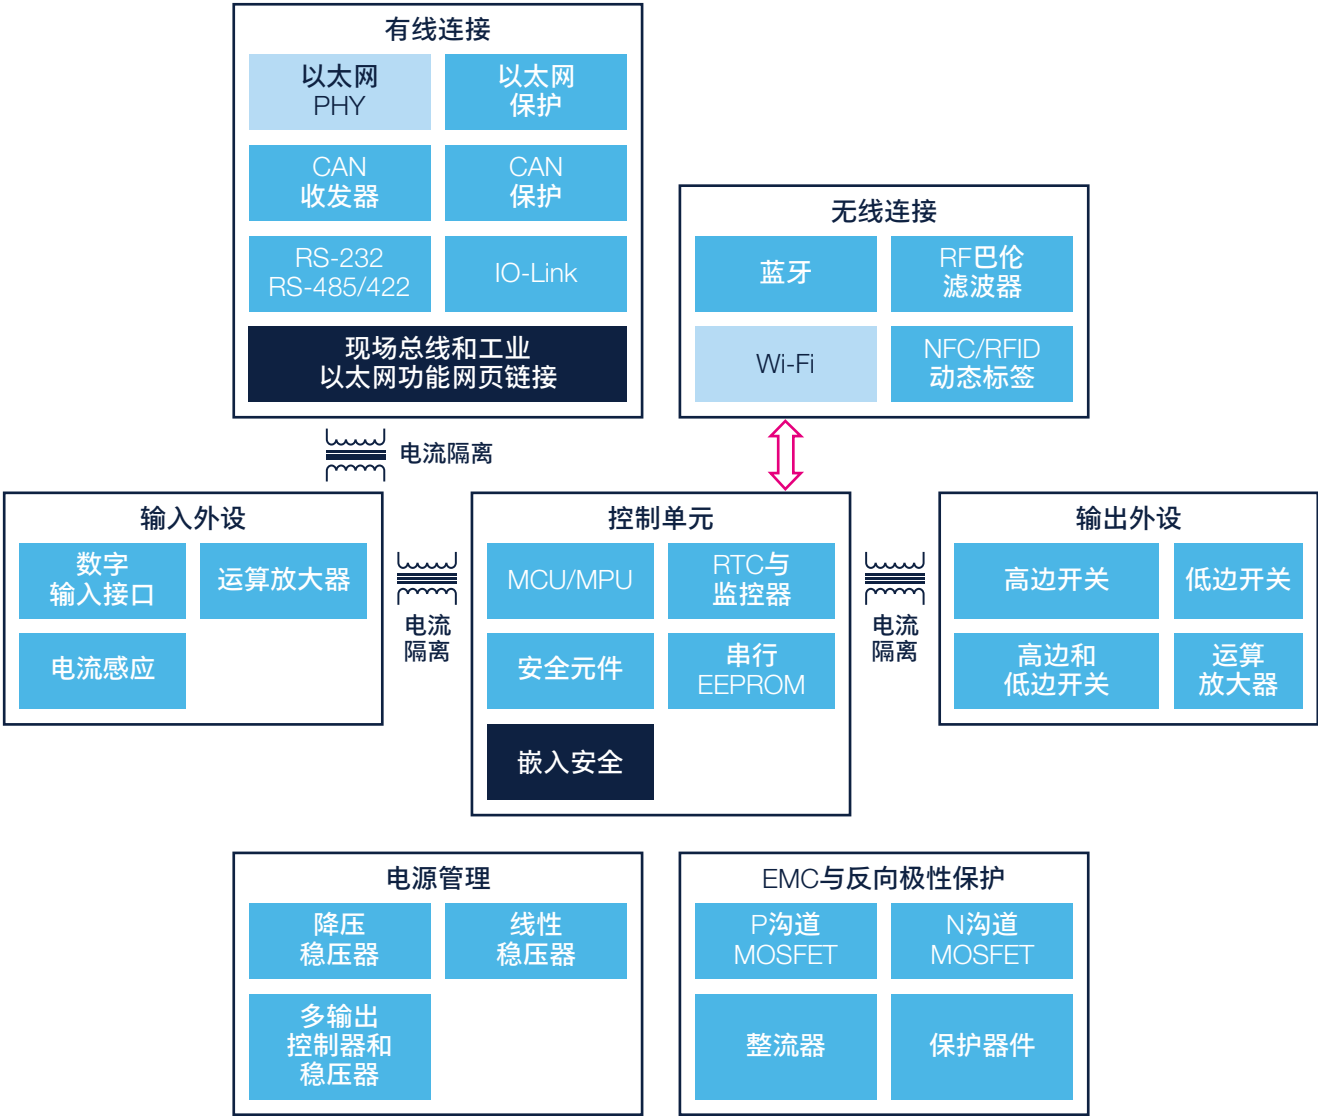 有线连接
以太网
PHY
以太网
保护
CAN
收发器
CAN
保护
RS-232
RS-485/422
IO-Link
现场总线和工业
以太网功能网页链接
无线连接
蓝牙
RF巴伦
滤波器
Wi-Fi
NFC/RFID
动态标签
电流隔离
输入外设
数字
输入接口
运算放大器
电流感应
电流
隔离
控制单元
MCU/MPU
RTC与
监控器
安全元件
串行
EEPROM
嵌入安全
电流
隔离
输出外设
高边开关
低边开关
高边和
低边开关
运算
放大器
电源管理
降压
稳压器
线性
稳压器
多输出
控制器和
稳压器
EMC与反向极性保护
P沟道
MOSFET
N沟道
MOSFET
整流器
保护器件